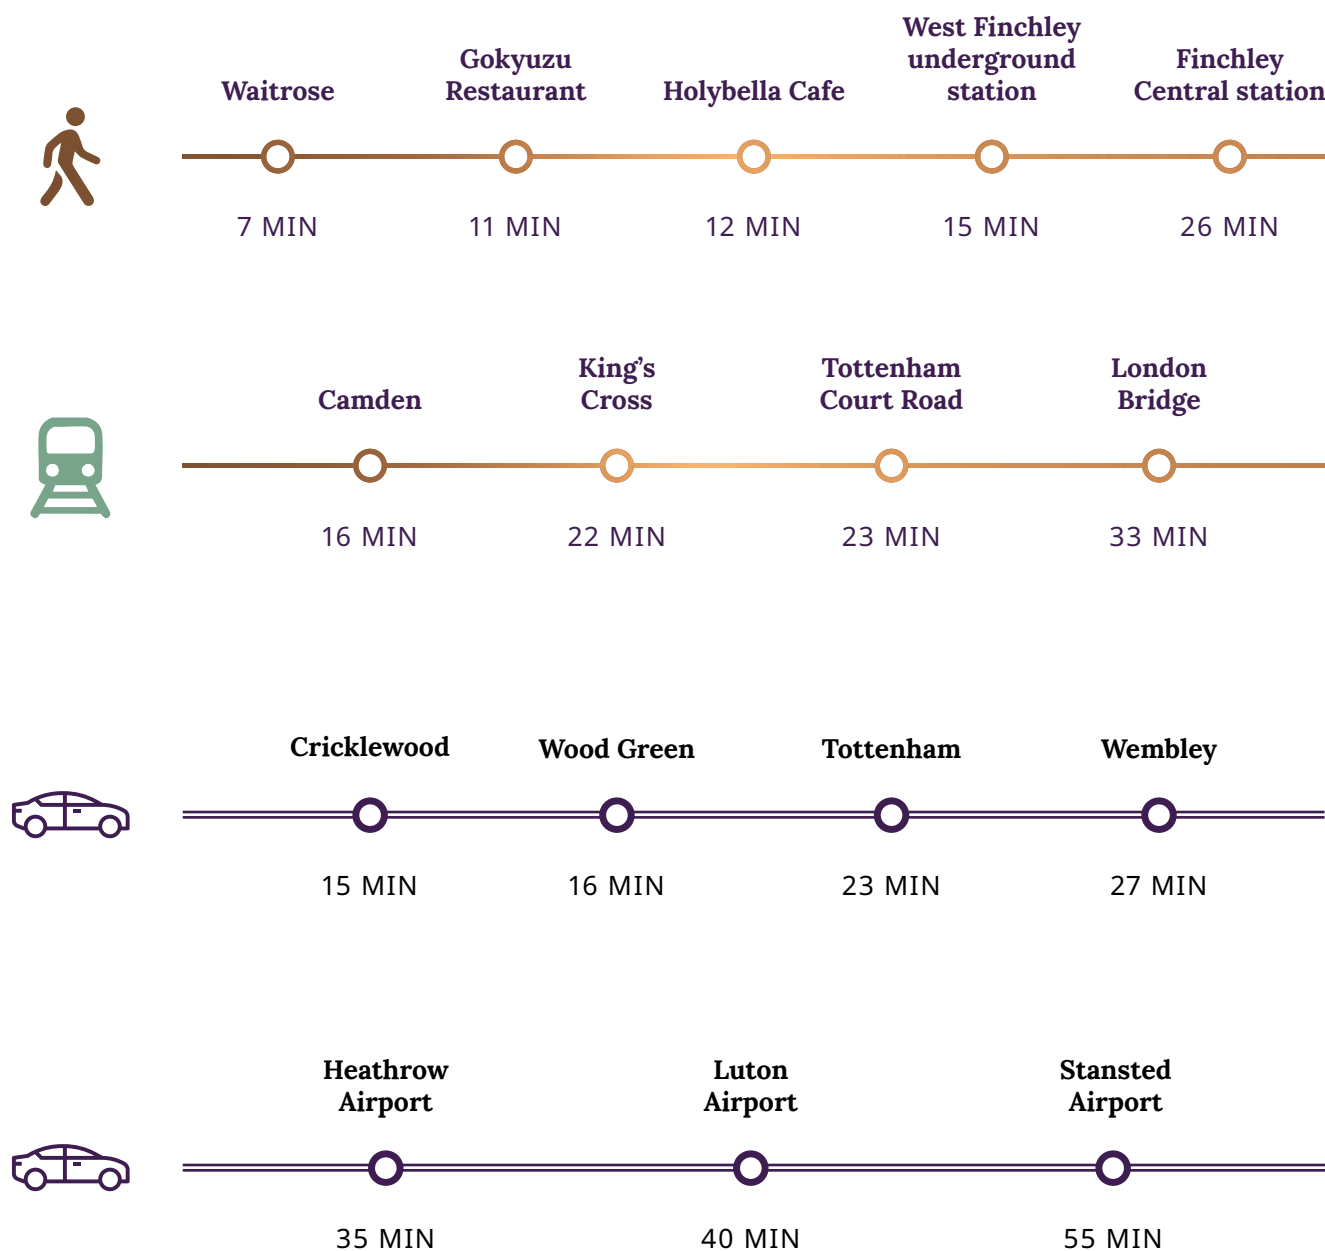 Waitrose
Gokyuzu
Restaurant
Holybella Cafe
West Finchley
underground
station
Finchley
Central station
7 MIN
11 MIN
12 MIN
15 MIN
26 MIN
Camden
King’s
Cross
Tottenham
Court Road
London
Bridge
16 MIN
22 MIN
23 MIN
33 MIN
Cricklewood
Wood Green
Tottenham
Wembley
15 MIN
16 MIN
23 MIN
27 MIN
Heathrow
Airport
Luton
Airport
Stansted
Airport
35 MIN
40 MIN
55 MIN